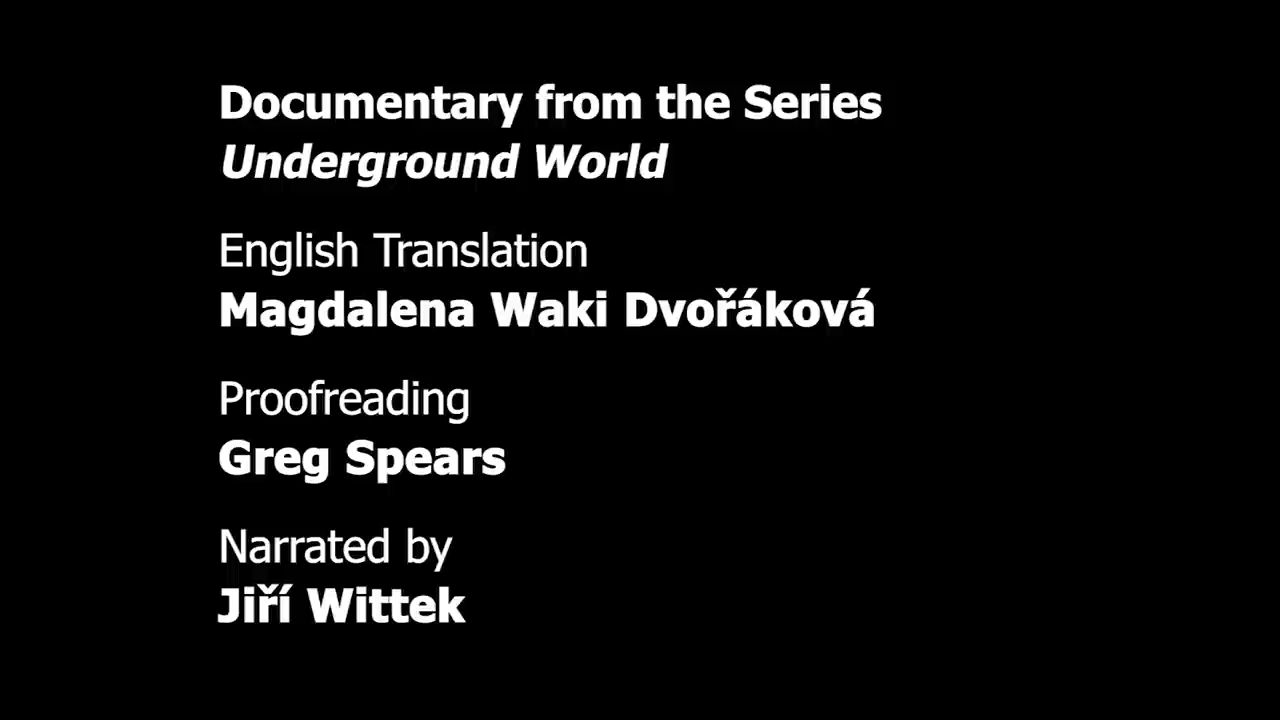 Documentary from the Series
Underground World
English Translation
Magdalena Waki Dvořáková
Proofreading
Greg Spears
Narrated by
Jiří Wittek